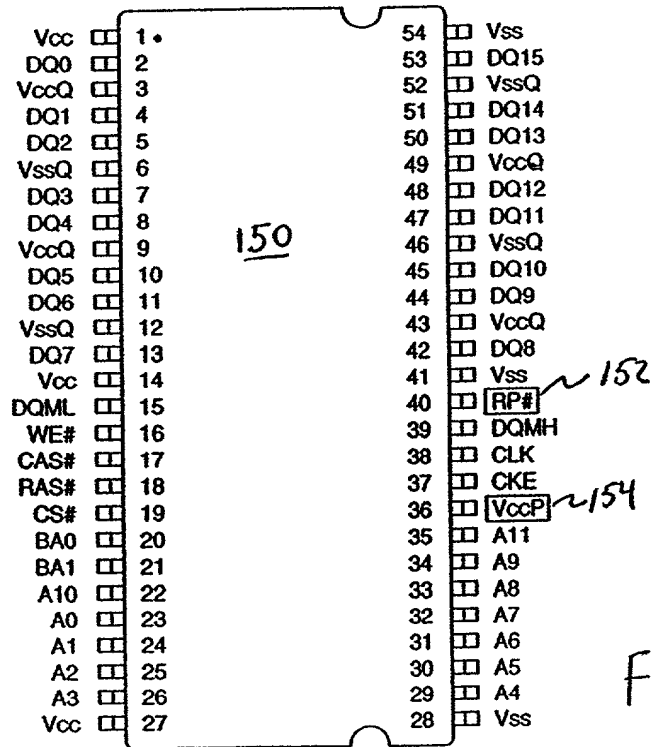 Vcc 1 54 Vss
DQ0 2 53 DQ15
VccQ 3 52 VssQ
DQ1 4 51 DQ14
DQ2 5 50 DQ13
VssQ 6 49 VccQ
DQ3 7 48 DQ12
DQ4 8 47 DQ11
VccQ 9 150 46 VssQ
DQ5 10 45 DQ10
DQ6 11 44 DQ9
VssQ 12 43 VccQ
DQ7 13 42 DQ8
Vcc 14 41 Vss
DQML 15 40 RP# 152
WE# 16 39 DQMH
CAS# 17 38 CLK
RAS# 18 37 CKE
CS# 19 36 VccP 154
BA0 20 35 A11
BA1 21 34 A9
A10 22 33 A8
A0 23 32 A7
A1 24 31 A6
A2 25 30 A5
A3 26 29 A4
Vcc 27 28 Vss
F